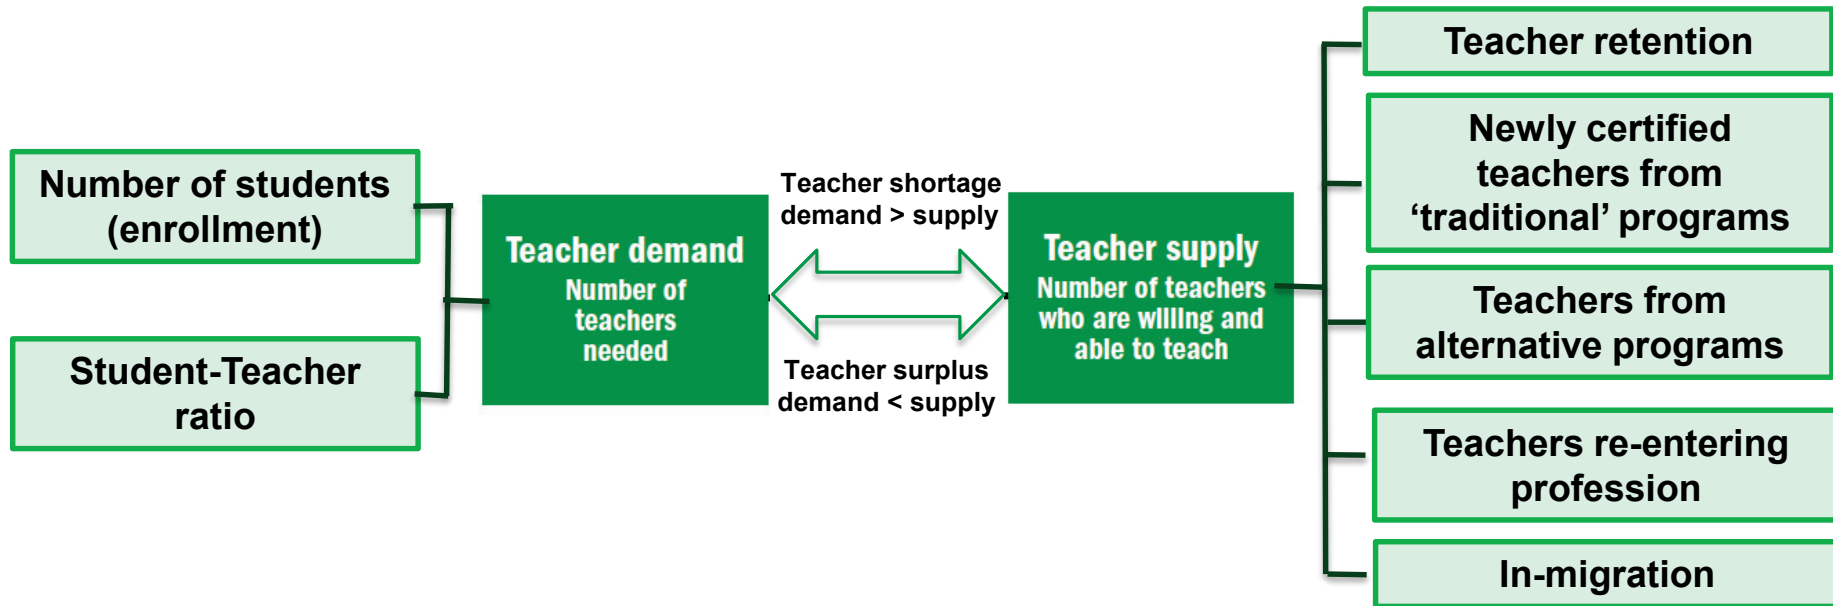 Number of students
(enrollment)
Student-Teacher
ratio
Teacher demand
Number of
teachers
needed
Teacher shortage
demand > supply
Teacher surplus
demand < supply
Teacher supply
Number of teachers
who are willing and
able to teach
Teacher retention
Newly certified
teachers from
‘traditional’ programs
Teachers from
alternative programs
Teachers re-entering
profession
In-migration